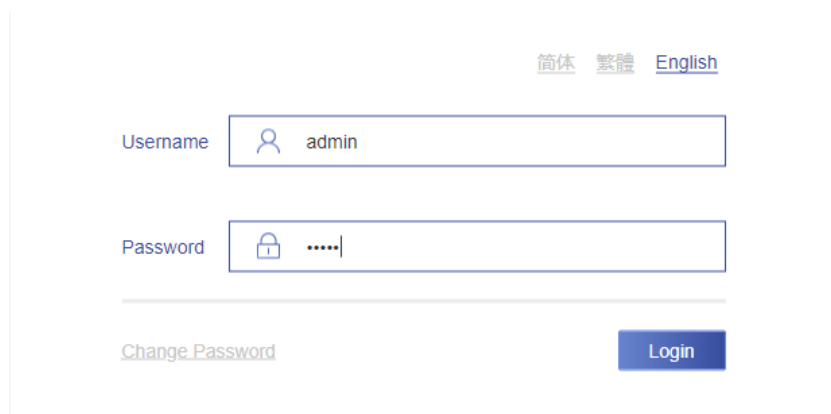 简体 繁體 English
Username admin
Password •••••
Change Password Login